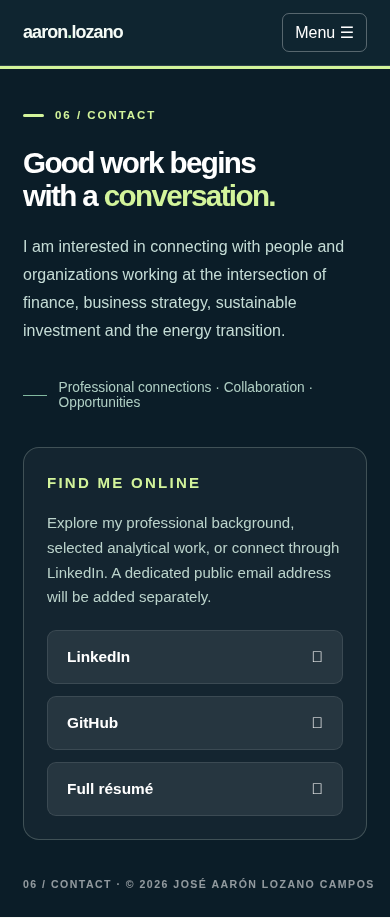 aaron.lozano
Menu ☰
06 / CONTACT
Good work begins
with a conversation.
I am interested in connecting with people and
organizations working at the intersection of
finance, business strategy, sustainable
investment and the energy transition.
Professional connections · Collaboration ·
Opportunities
FIND ME ONLINE
Explore my professional background,
selected analytical work, or connect through
LinkedIn. A dedicated public email address
will be added separately.
LinkedIn
GitHub
Full résumé
06 / CONTACT · © 2026 JOSÉ AARÓN LOZANO CAMPOS